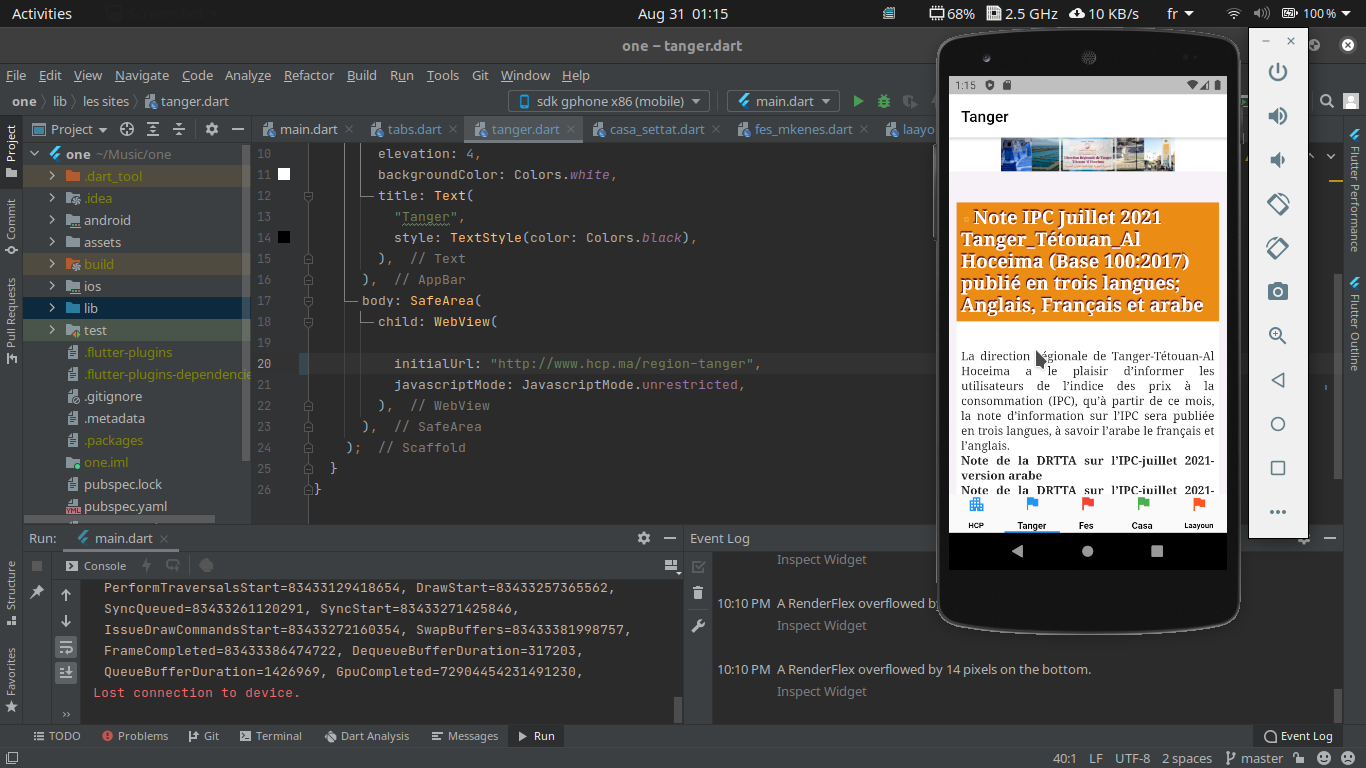 Activities
Aug 31 01:15
68% 2.5 GHz 10 KB/s fr 100 %
one – tanger.dart
File Edit View Navigate Code Analyze Refactor Build Run Tools Git Window Help
one lib les sites tanger.dart
sdk gphone x86 (mobile) main.dart
Project
main.dart tabs.dart tanger.dart casa_settat.dart fes_mkenes.dart laayo
Project
Commit
Pull Requests
Structure
Favorites
one ~/Music/one
.dart_tool
.idea
android
assets
build
ios
lib
test
.flutter-plugins
.flutter-plugins-dependencie
.gitignore
.metadata
.packages
one.iml
pubspec.lock
pubspec.yaml
10 elevation: 4,
11 backgroundColor: Colors.white,
12 title: Text(
13 "Tanger",
14 style: TextStyle(color: Colors.black),
15 ), // Text
16 ), // AppBar
17 body: SafeArea(
18 child: WebView(
20 initialUrl: "http://www.hcp.ma/region-tanger",
21 javascriptMode: JavascriptMode.unrestricted,
22 ), // WebView
23 ), // SafeArea
24 ); // Scaffold
25 }
26 }
1:15
Tanger
Note IPC Juillet 2021
Tanger_Tétouan_Al
Hoceima (Base 100:2017)
publié en trois langues;
Anglais, Français et arabe
La direction régionale de Tanger-Tétouan-Al
Hoceima a le plaisir d’informer les
utilisateurs de l’indice des prix à la
consommation (IPC), qu’à partir de ce mois,
la note d’information sur l’IPC sera publiée
en trois langues, à savoir l’arabe le français et
l’anglais.
Note de la DRTTA sur l’IPC-juillet 2021-
version arabe
Note de la DRTTA sur l’IPC-juillet 2021-
HCP Tanger Fes Casa Laayoun
Flutter Performance
Flutter Outline
Run: main.dart
Console
PerformTraversalsStart=83433129418654, DrawStart=83433257365562,
SyncQueued=83433261120291, SyncStart=83433271425846,
IssueDrawCommandsStart=83433272160354, SwapBuffers=83433381998757,
FrameCompleted=83433386474722, DequeueBufferDuration=317203,
QueueBufferDuration=1426969, GpuCompleted=72904454231491230,
Lost connection to device.
Event Log
Inspect Widget
10:10 PM A RenderFlex overflowed b
Inspect Widget
10:10 PM A RenderFlex overflowed by 14 pixels on the bottom.
Inspect Widget
TODO Problems Git Terminal Dart Analysis Messages Run Event Log
40:1 LF UTF-8 2 spaces master